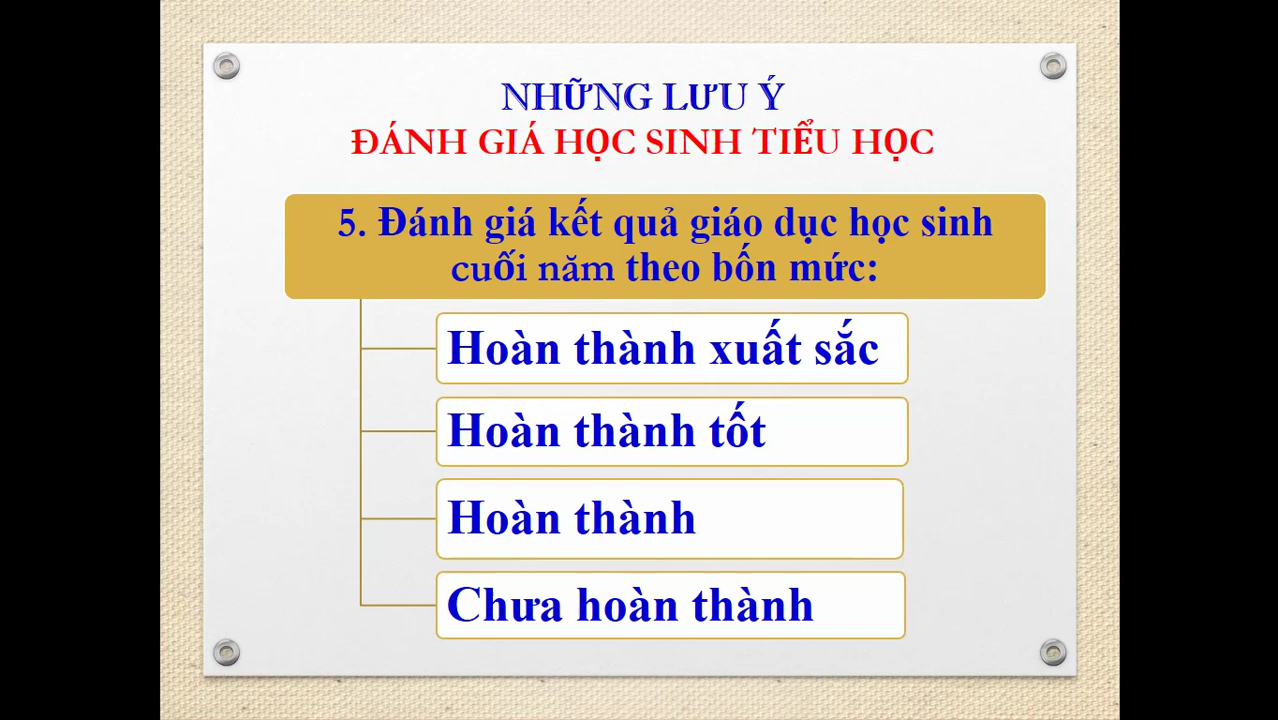 NHỮNG LƯU Ý
ĐÁNH GIÁ HỌC SINH TIỂU HỌC
5. Đánh giá kết quả giáo dục học sinh
cuối năm theo bốn mức:
Hoàn thành xuất sắc
Hoàn thành tốt
Hoàn thành
Chưa hoàn thành